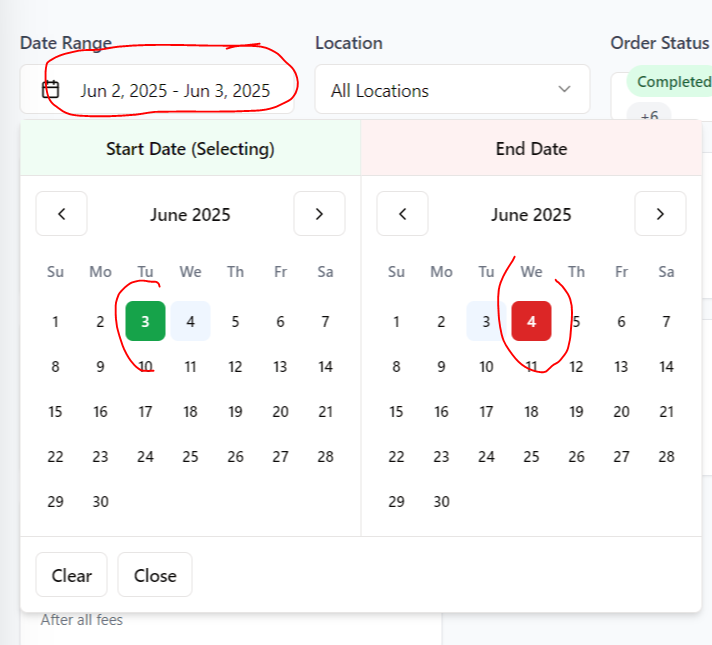 Date Range Location Order Status
Jun 2, 2025 - Jun 3, 2025 All Locations Completed
+6
Start Date (Selecting) End Date
June 2025 June 2025
Su Mo Tu We Th Fr Sa Su Mo Tu We Th Fr Sa
1 2 3 4 5 6 7 1 2 3 4 5 6 7
8 9 10 11 12 13 14 8 9 10 11 12 13 14
15 16 17 18 19 20 21 15 16 17 18 19 20 21
22 23 24 25 26 27 28 22 23 24 25 26 27 28
29 30 29 30
Clear Close
After all fees